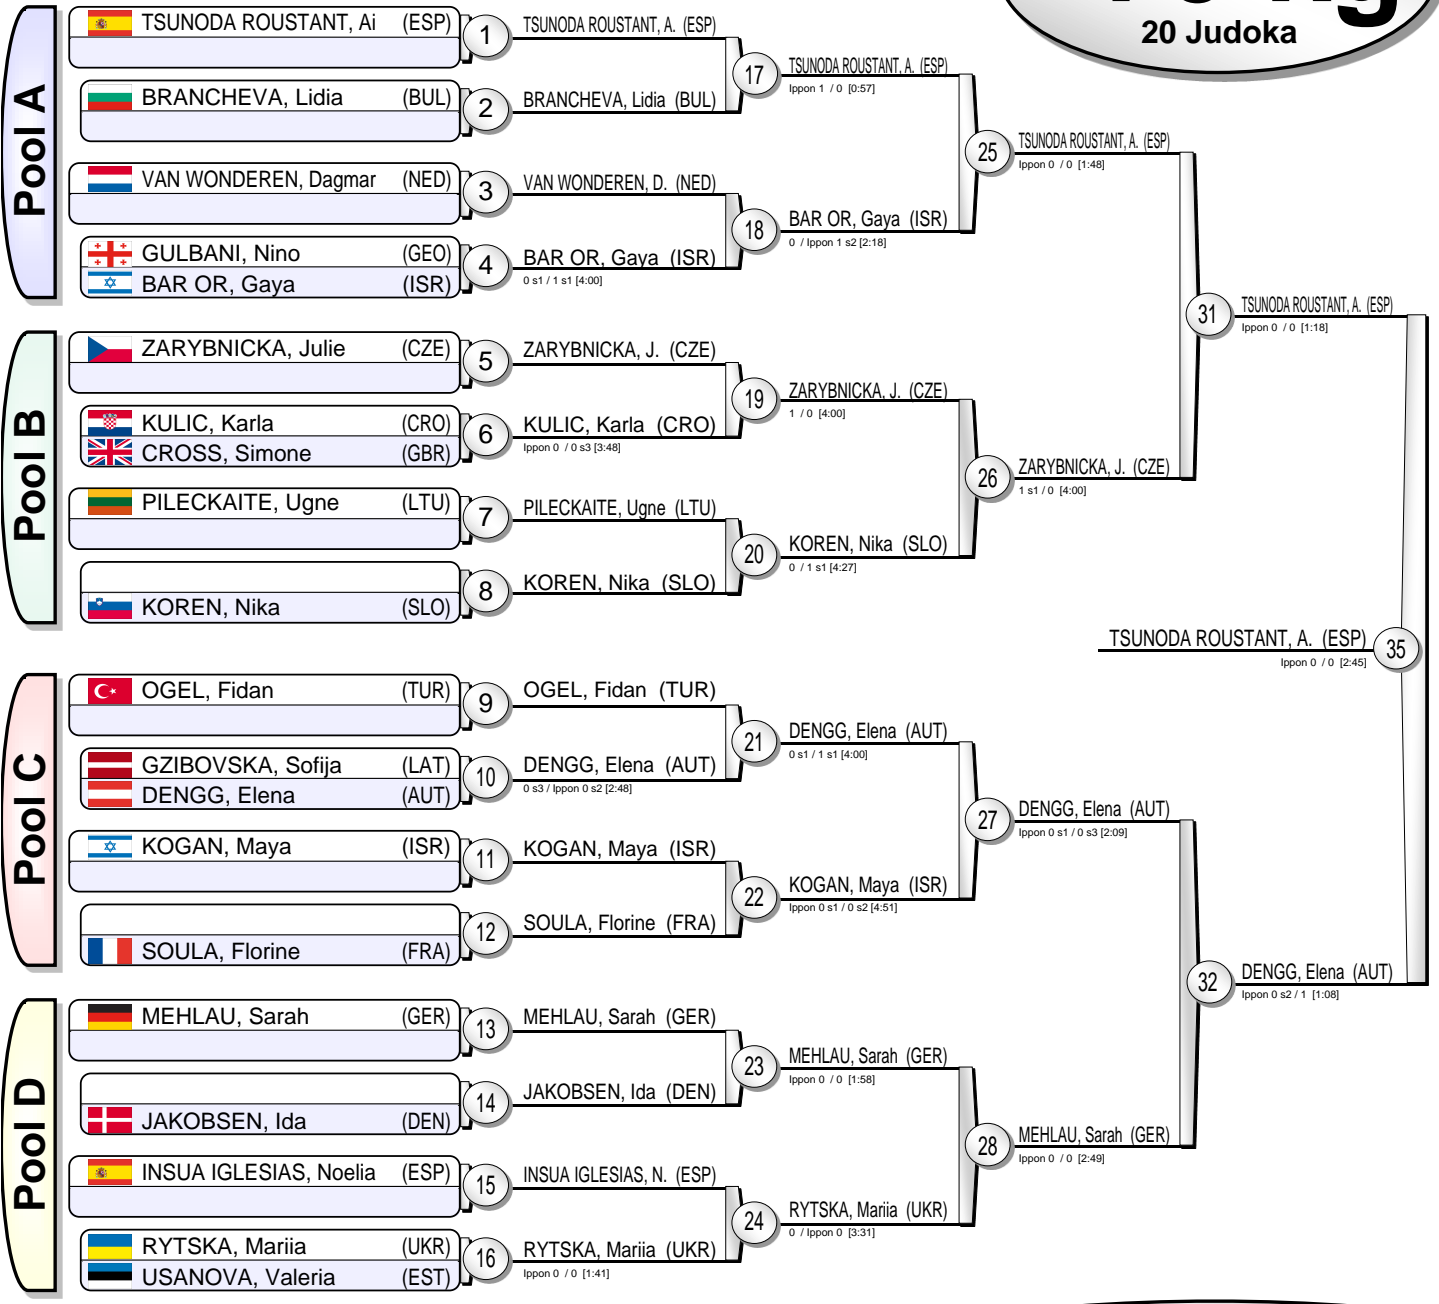 20 Judoka
Pool A
TSUNODA ROUSTANT, Ai (ESP)
1
TSUNODA ROUSTANT, A. (ESP)
BRANCHEVA, Lidia (BUL)
2
BRANCHEVA, Lidia (BUL)
17
TSUNODA ROUSTANT, A. (ESP)
Ippon 1 / 0 [0:57]
VAN WONDEREN, Dagmar (NED)
3
VAN WONDEREN, D. (NED)
GULBANI, Nino (GEO)
BAR OR, Gaya (ISR)
4
BAR OR, Gaya (ISR)
0 s1 / 1 s1 [4:00]
18
BAR OR, Gaya (ISR)
0 / Ippon 1 s2 [2:18]
25
TSUNODA ROUSTANT, A. (ESP)
Ippon 0 / 0 [1:48]
Pool B
ZARYBNICKA, Julie (CZE)
5
ZARYBNICKA, J. (CZE)
KULIC, Karla (CRO)
CROSS, Simone (GBR)
6
KULIC, Karla (CRO)
Ippon 0 / 0 s3 [3:48]
19
ZARYBNICKA, J. (CZE)
1 / 0 [4:00]
PILECKAITE, Ugne (LTU)
7
PILECKAITE, Ugne (LTU)
KOREN, Nika (SLO)
8
KOREN, Nika (SLO)
20
KOREN, Nika (SLO)
0 / 1 s1 [4:27]
26
ZARYBNICKA, J. (CZE)
1 s1 / 0 [4:00]
31
TSUNODA ROUSTANT, A. (ESP)
Ippon 0 / 0 [1:18]
TSUNODA ROUSTANT, A. (ESP)
35
Ippon 0 / 0 [2:45]
Pool C
OGEL, Fidan (TUR)
9
OGEL, Fidan (TUR)
GZIBOVSKA, Sofija (LAT)
DENGG, Elena (AUT)
10
DENGG, Elena (AUT)
0 s3 / Ippon 0 s2 [2:48]
21
DENGG, Elena (AUT)
0 s1 / 1 s1 [4:00]
KOGAN, Maya (ISR)
11
KOGAN, Maya (ISR)
SOULA, Florine (FRA)
12
SOULA, Florine (FRA)
22
KOGAN, Maya (ISR)
Ippon 0 s1 / 0 s2 [4:51]
27
DENGG, Elena (AUT)
Ippon 0 s1 / 0 s3 [2:09]
Pool D
MEHLAU, Sarah (GER)
13
MEHLAU, Sarah (GER)
JAKOBSEN, Ida (DEN)
14
JAKOBSEN, Ida (DEN)
23
MEHLAU, Sarah (GER)
Ippon 0 / 0 [1:58]
INSUA IGLESIAS, Noelia (ESP)
15
INSUA IGLESIAS, N. (ESP)
RYTSKA, Mariia (UKR)
USANOVA, Valeria (EST)
16
RYTSKA, Mariia (UKR)
Ippon 0 / 0 [1:41]
24
RYTSKA, Mariia (UKR)
0 / Ippon 0 [3:31]
28
MEHLAU, Sarah (GER)
Ippon 0 / 0 [2:49]
32
DENGG, Elena (AUT)
Ippon 0 s2 / 1 [1:08]